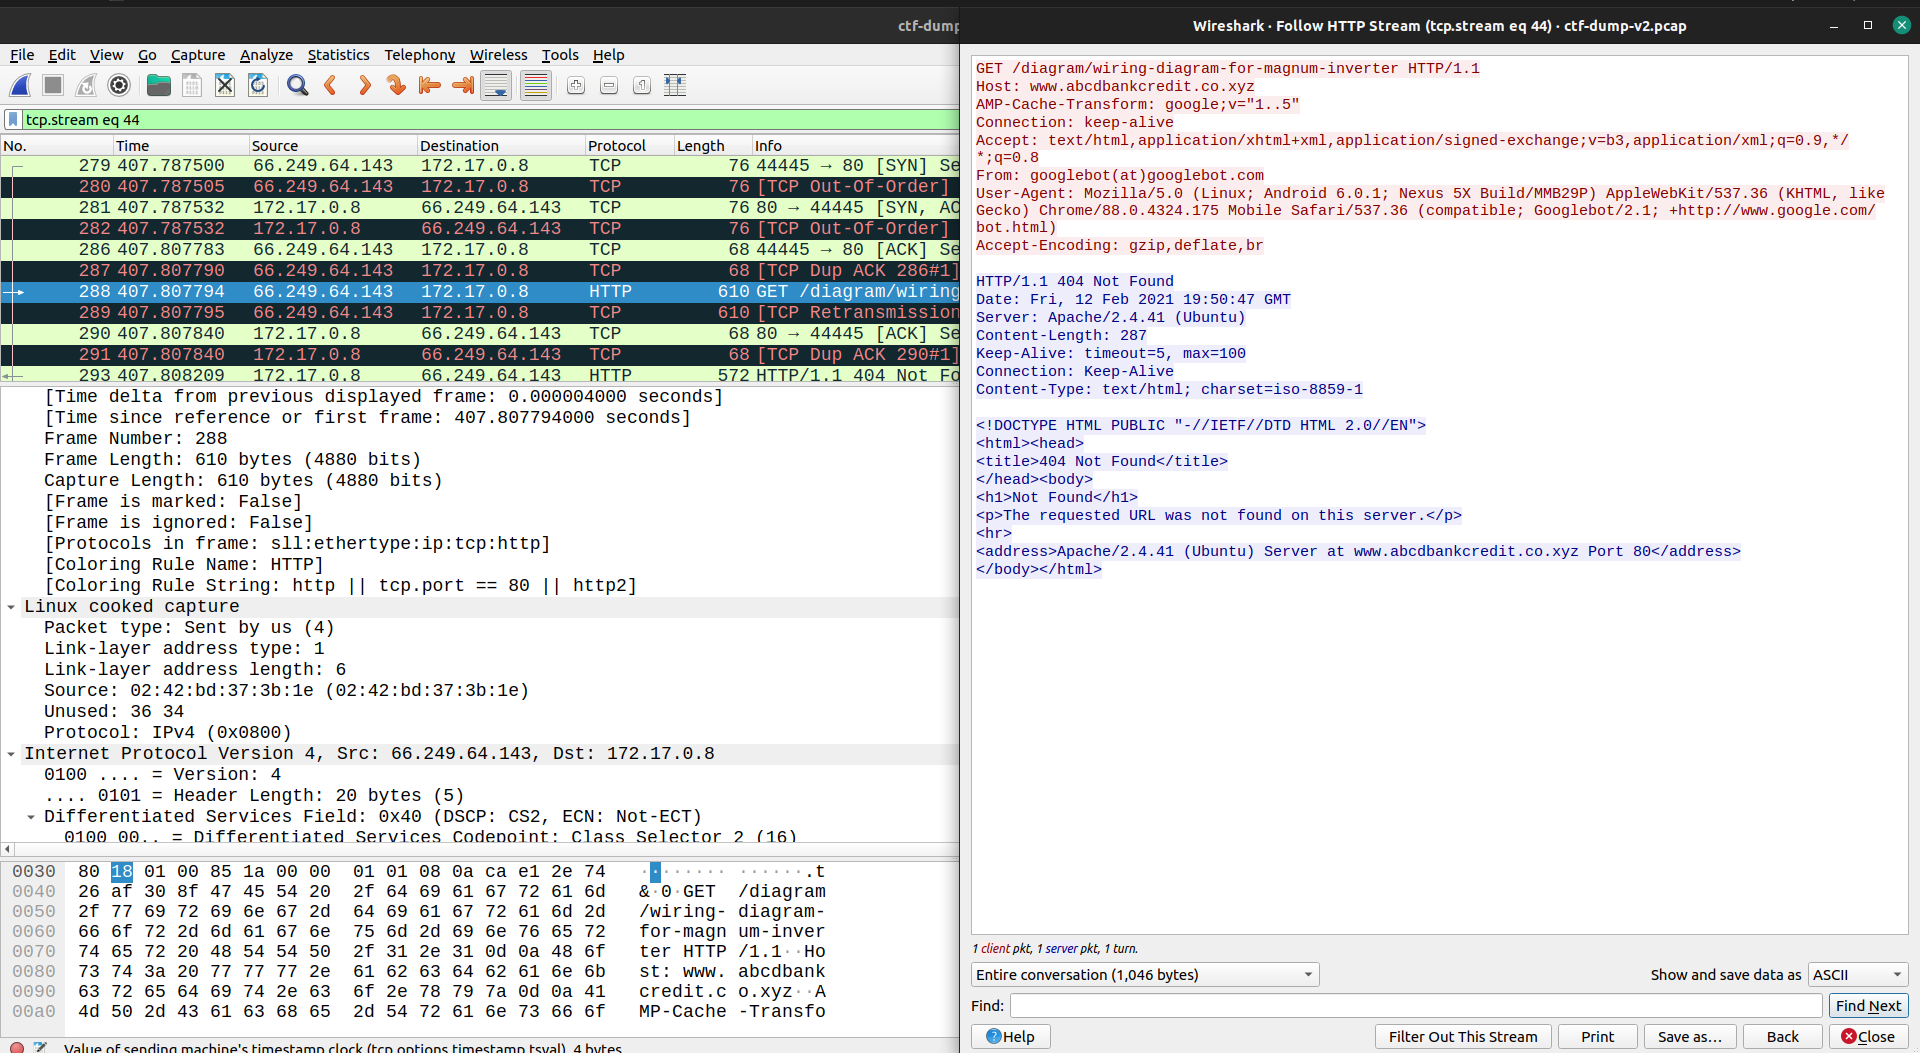 ctf-dump
Wireshark · Follow HTTP Stream (tcp.stream eq 44) · ctf-dump-v2.pcap
File Edit View Go Capture Analyze Statistics Telephony Wireless Tools Help
tcp.stream eq 44
No. Time Source Destination Protocol Length Info
279 407.787500 66.249.64.143 172.17.0.8 TCP 76 44445 → 80 [SYN] Se
280 407.787505 66.249.64.143 172.17.0.8 TCP 76 [TCP Out-Of-Order]
281 407.787532 172.17.0.8 66.249.64.143 TCP 76 80 → 44445 [SYN, AC
282 407.787532 172.17.0.8 66.249.64.143 TCP 76 [TCP Out-Of-Order]
286 407.807783 66.249.64.143 172.17.0.8 TCP 68 44445 → 80 [ACK] Se
287 407.807790 66.249.64.143 172.17.0.8 TCP 68 [TCP Dup ACK 286#1]
288 407.807794 66.249.64.143 172.17.0.8 HTTP 610 GET /diagram/wiring
289 407.807795 66.249.64.143 172.17.0.8 TCP 610 [TCP Retransmission
290 407.807840 172.17.0.8 66.249.64.143 TCP 68 80 → 44445 [ACK] Se
291 407.807840 172.17.0.8 66.249.64.143 TCP 68 [TCP Dup ACK 290#1]
293 407.808209 172.17.0.8 66.249.64.143 HTTP 572 HTTP/1.1 404 Not Fo
[Time delta from previous displayed frame: 0.000004000 seconds]
[Time since reference or first frame: 407.807794000 seconds]
Frame Number: 288
Frame Length: 610 bytes (4880 bits)
Capture Length: 610 bytes (4880 bits)
[Frame is marked: False]
[Frame is ignored: False]
[Protocols in frame: sll:ethertype:ip:tcp:http]
[Coloring Rule Name: HTTP]
[Coloring Rule String: http || tcp.port == 80 || http2]
Linux cooked capture
Packet type: Sent by us (4)
Link-layer address type: 1
Link-layer address length: 6
Source: 02:42:bd:37:3b:1e (02:42:bd:37:3b:1e)
Unused: 36 34
Protocol: IPv4 (0x0800)
Internet Protocol Version 4, Src: 66.249.64.143, Dst: 172.17.0.8
0100 .... = Version: 4
.... 0101 = Header Length: 20 bytes (5)
Differentiated Services Field: 0x40 (DSCP: CS2, ECN: Not-ECT)
0100 00.. = Differentiated Services Codepoint: Class Selector 2 (16)
0030 80 18 01 00 85 1a 00 00 01 01 08 0a ca e1 2e 74 ········ ······.t
0040 26 af 30 8f 47 45 54 20 2f 64 69 61 67 72 61 6d &·0·GET /diagram
0050 2f 77 69 72 69 6e 67 2d 64 69 61 67 72 61 6d 2d /wiring- diagram-
0060 66 6f 72 2d 6d 61 67 6e 75 6d 2d 69 6e 76 65 72 for-magn um-inver
0070 74 65 72 20 48 54 54 50 2f 31 2e 31 0d 0a 48 6f ter HTTP /1.1··Ho
0080 73 74 3a 20 77 77 77 2e 61 62 63 64 62 61 6e 6b st: www. abcdbank
0090 63 72 65 64 69 74 2e 63 6f 2e 78 79 7a 0d 0a 41 credit.c o.xyz··A
00a0 4d 50 2d 43 61 63 68 65 2d 54 72 61 6e 73 66 6f MP-Cache -Transfo
Value of sending machine's timestamp clock (tcp.options.timestamp.tsval), 4 bytes
GET /diagram/wiring-diagram-for-magnum-inverter HTTP/1.1
Host: www.abcdbankcredit.co.xyz
AMP-Cache-Transform: google;v="1..5"
Connection: keep-alive
Accept: text/html,application/xhtml+xml,application/signed-exchange;v=b3,application/xml;q=0.9,*/
*;q=0.8
From: googlebot(at)googlebot.com
User-Agent: Mozilla/5.0 (Linux; Android 6.0.1; Nexus 5X Build/MMB29P) AppleWebKit/537.36 (KHTML, like
Gecko) Chrome/88.0.4324.175 Mobile Safari/537.36 (compatible; Googlebot/2.1; +http://www.google.com/
bot.html)
Accept-Encoding: gzip,deflate,br
HTTP/1.1 404 Not Found
Date: Fri, 12 Feb 2021 19:50:47 GMT
Server: Apache/2.4.41 (Ubuntu)
Content-Length: 287
Keep-Alive: timeout=5, max=100
Connection: Keep-Alive
Content-Type: text/html; charset=iso-8859-1
<!DOCTYPE HTML PUBLIC "-//IETF//DTD HTML 2.0//EN">
<html><head>
<title>404 Not Found</title>
</head><body>
<h1>Not Found</h1>
<p>The requested URL was not found on this server.</p>
<hr>
<address>Apache/2.4.41 (Ubuntu) Server at www.abcdbankcredit.co.xyz Port 80</address>
</body></html>
1 client pkt, 1 server pkt, 1 turn.
Entire conversation (1,046 bytes) Show and save data as ASCII
Find: Find Next
Help Filter Out This Stream Print Save as… Back Close